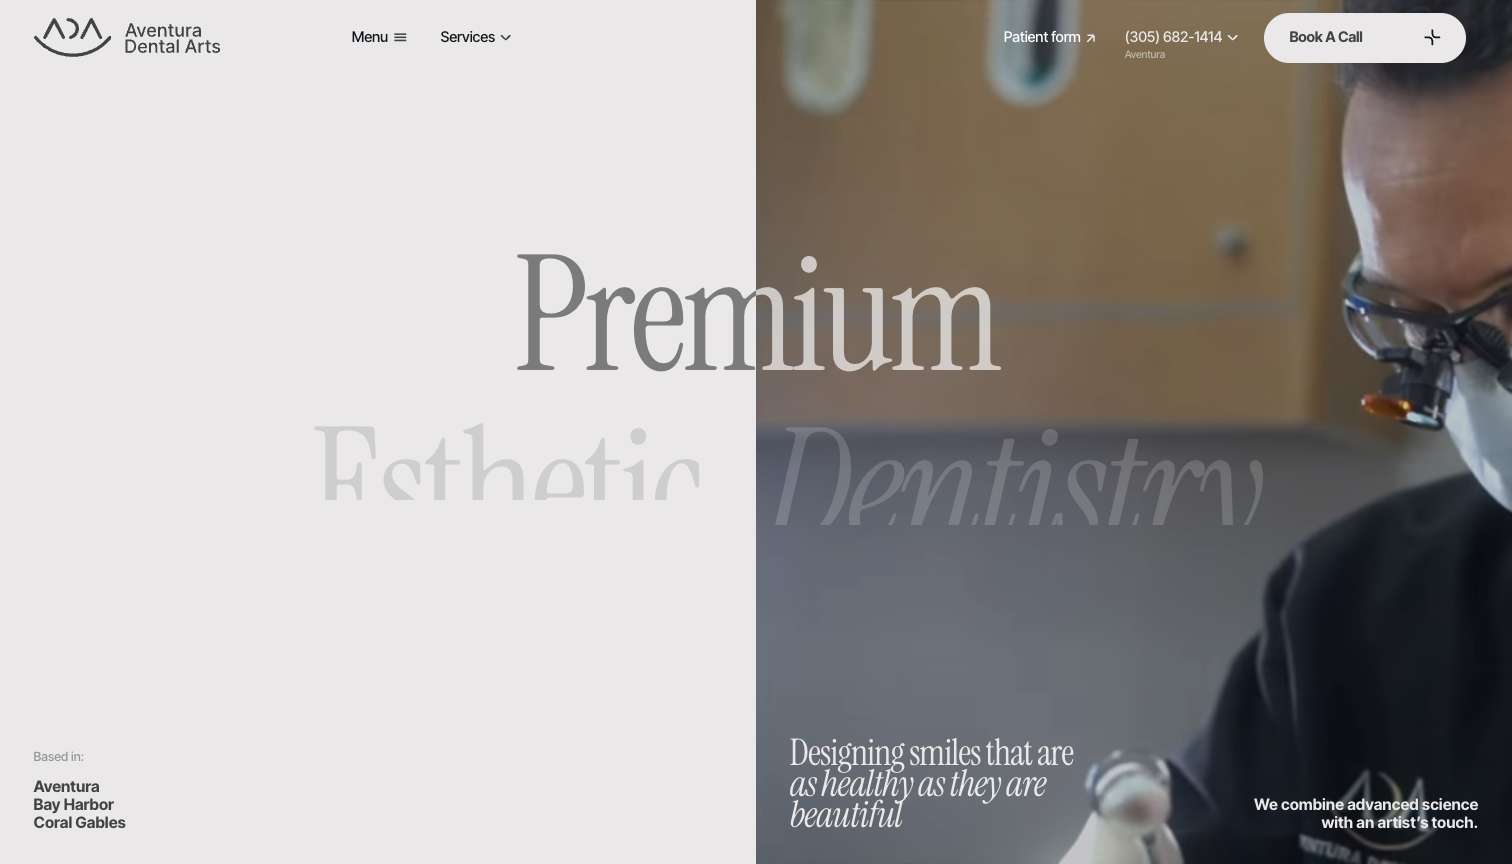 Aventura
Dental Arts
Menu
Services
Patient form
(305) 682-1414
Aventura
Book A Call
Premium
Esthetic Dentistry
Based in:
Aventura
Bay Harbor
Coral Gables
Designing smiles that are
as healthy as they are
beautiful
We combine advanced science
with an artist’s touch.